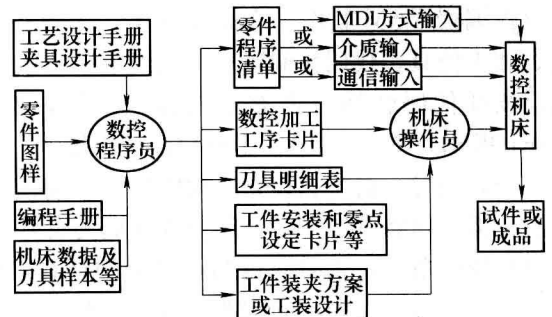 工艺设计手册
夹具设计手册
零件图样
数控
程序员
编程手册
机床数据及
刀具样本等
零件
程序
清单
或
或
MDI方式输入
介质输入
通信输入
数控机床
数控加工
工序卡片
机床
操作员
刀具明细表
工件安装和零点
设定卡片等
工件装夹方案
或工装设计
试件或
成品